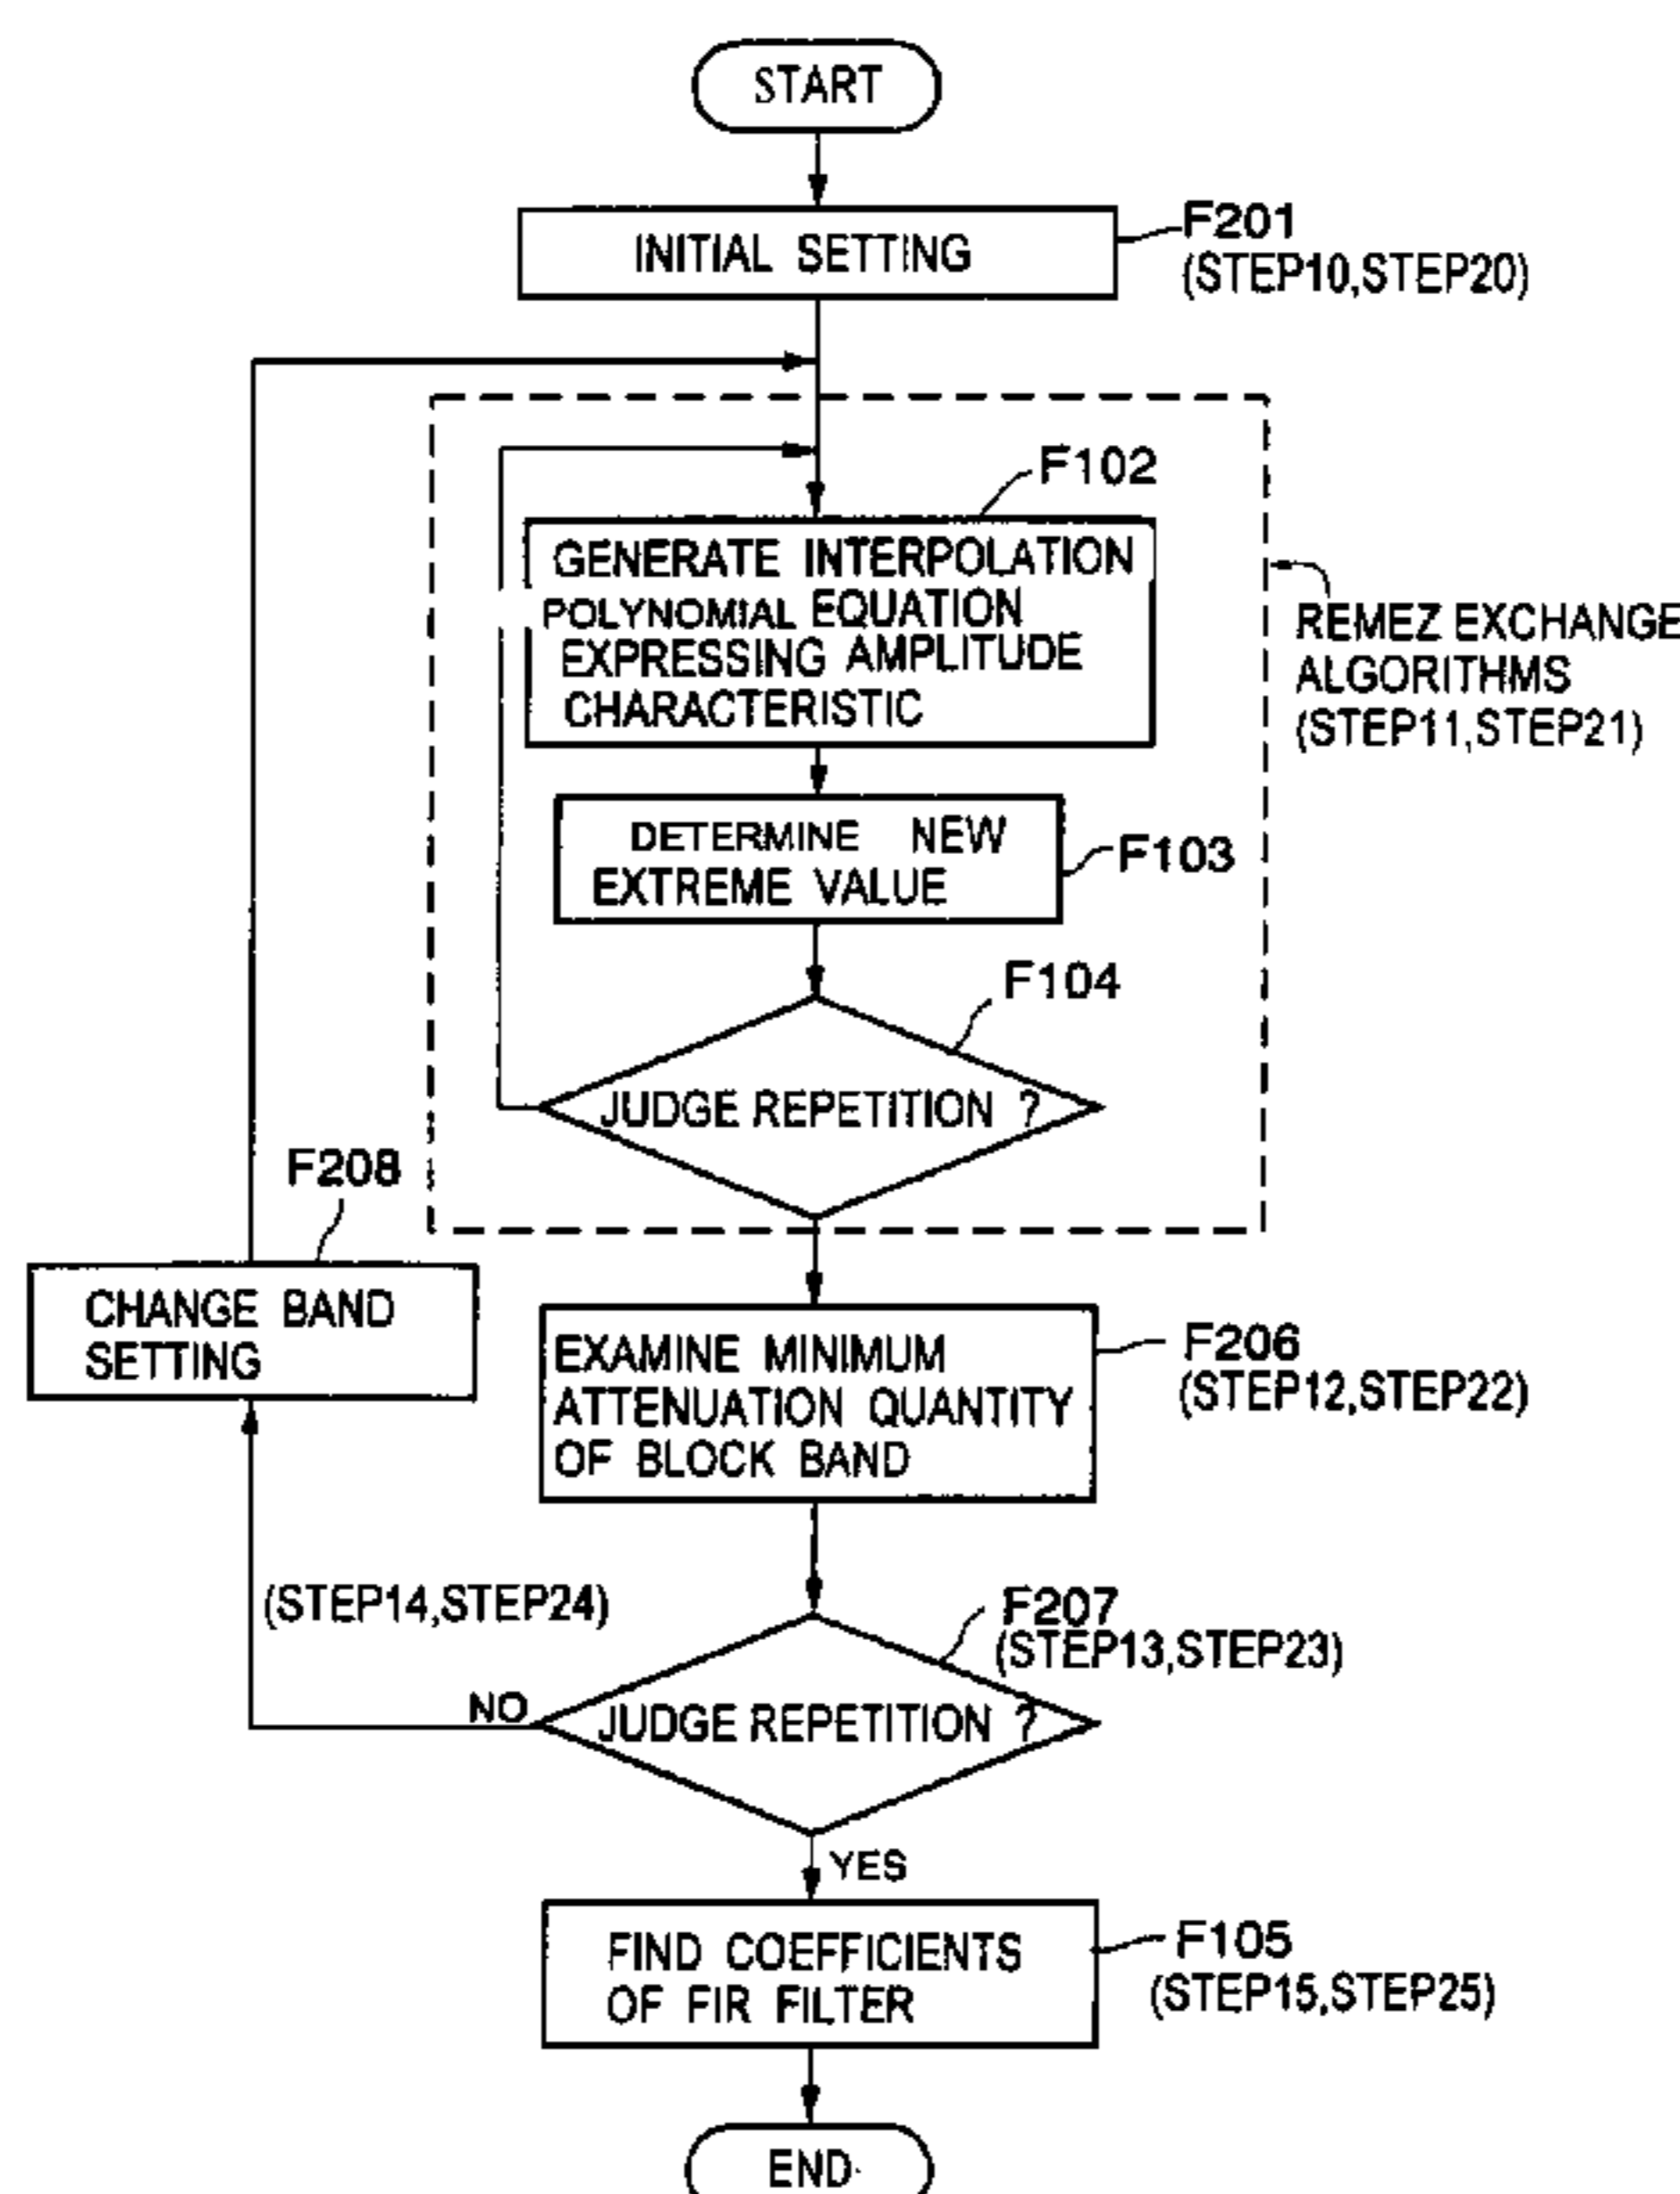 START
INITIAL SETTING
F201
(STEP10,STEP20)
F102
GENERATE INTERPOLATION
POLYNOMIAL EQUATION
EXPRESSING AMPLITUDE
CHARACTERISTIC
REMEZ EXCHANGE
ALGORITHMS
(STEP11,STEP21)
DETERMINE NEW
EXTREME VALUE
F103
F104
JUDGE REPETITION ?
F208
CHANGE BAND
SETTING
EXAMINE MINIMUM
ATTENUATION QUANTITY
OF BLOCK BAND
F206
(STEP12,STEP22)
(STEP14,STEP24)
F207
(STEP13,STEP23)
NO
JUDGE REPETITION ?
YES
FIND COEFFICIENTS
OF FIR FILTER
F105
(STEP15,STEP25)
END